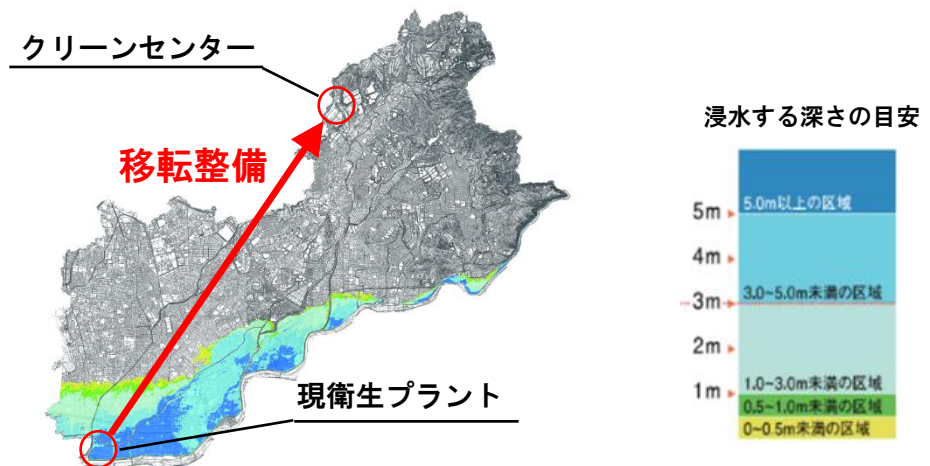 クリーンセンター
移転整備
現衛生プラント
浸水する深さの目安
5.0m以上の区域
5m
4m
3.0~5.0m未満の区域
3m
2m
1.0~3.0m未満の区域
1m
0.5~1.0m未満の区域
0~0.5m未満の区域